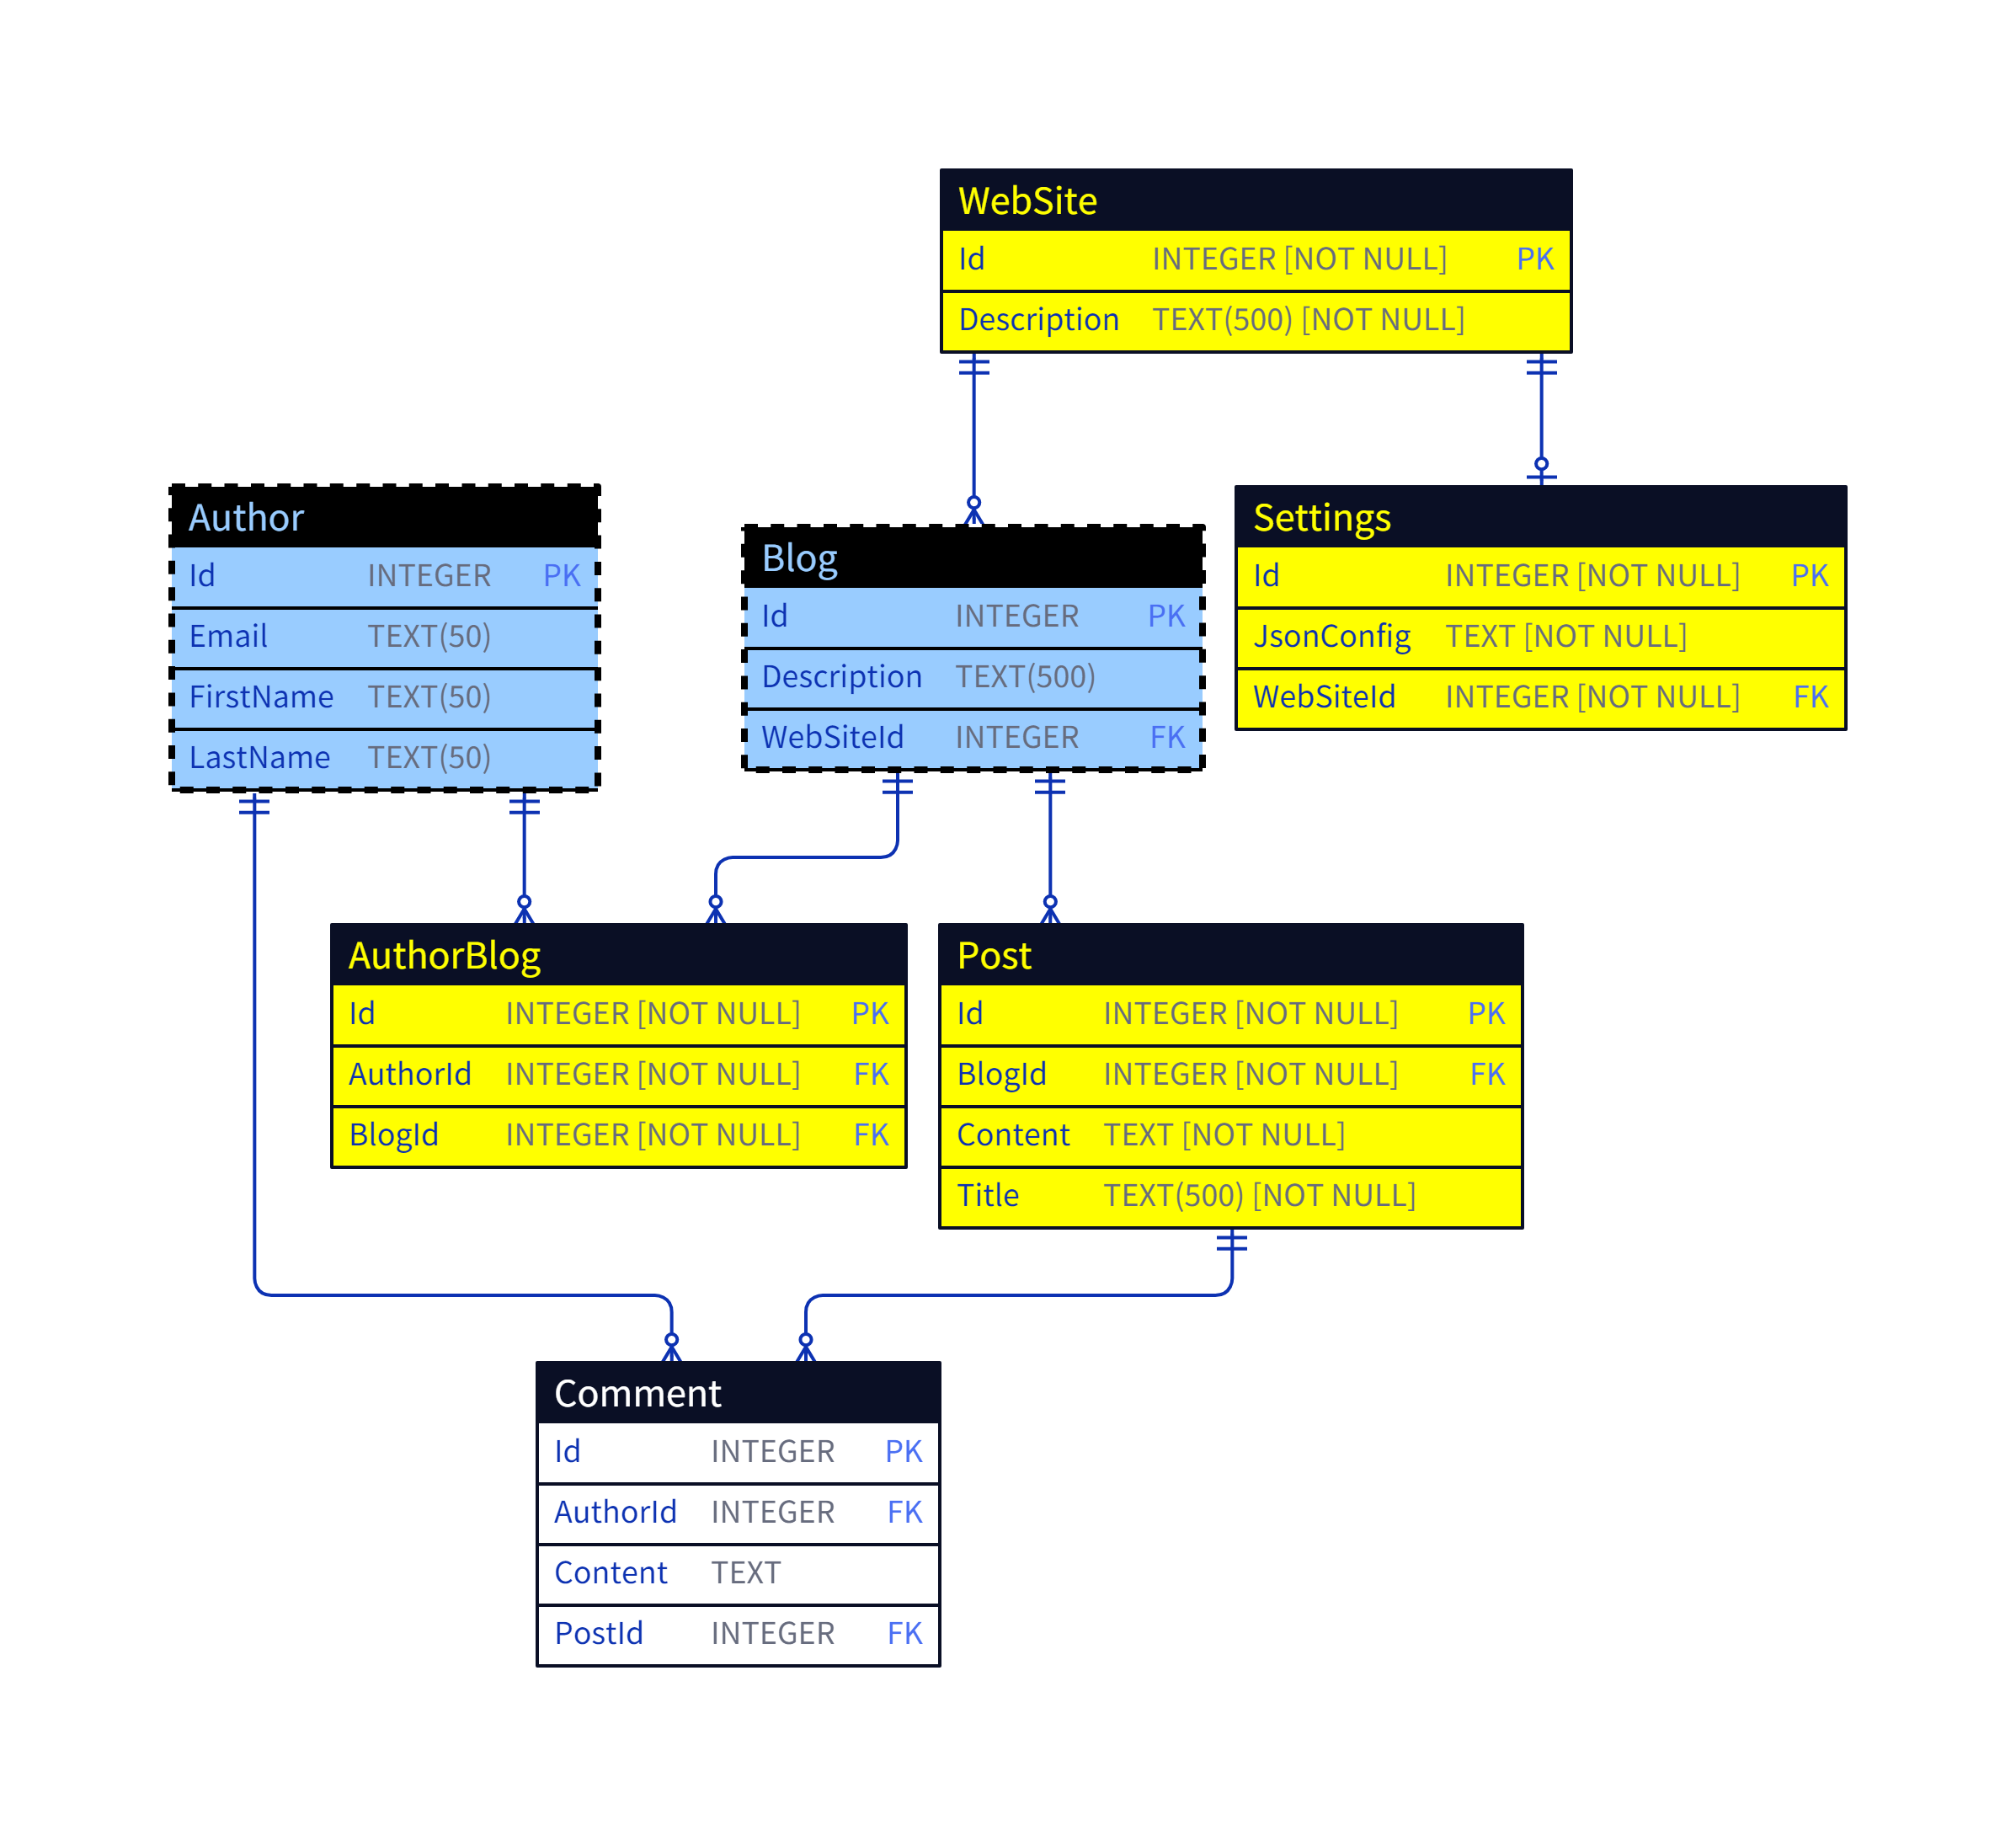 WebSite
Id INTEGER [NOT NULL] PK
Description TEXT(500) [NOT NULL]
Author
Id INTEGER PK
Email TEXT(50)
FirstName TEXT(50)
LastName TEXT(50)
Blog
Id INTEGER PK
Description TEXT(500)
WebSiteId INTEGER FK
Settings
Id INTEGER [NOT NULL] PK
JsonConfig TEXT [NOT NULL]
WebSiteId INTEGER [NOT NULL] FK
AuthorBlog
Id INTEGER [NOT NULL] PK
AuthorId INTEGER [NOT NULL] FK
BlogId INTEGER [NOT NULL] FK
Post
Id INTEGER [NOT NULL] PK
BlogId INTEGER [NOT NULL] FK
Content TEXT [NOT NULL]
Title TEXT(500) [NOT NULL]
Comment
Id INTEGER PK
AuthorId INTEGER FK
Content TEXT
PostId INTEGER FK